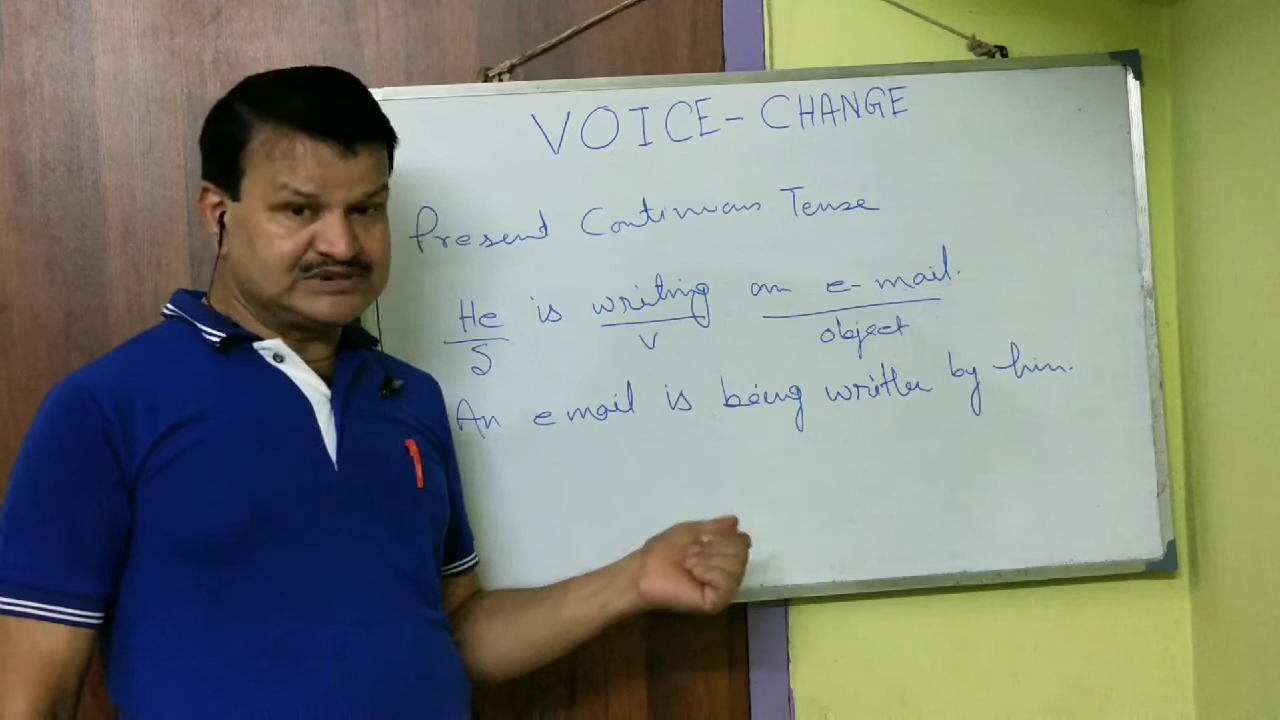 VOICE-CHANGE
Present Continuous Tense
He is writing an e-mail.
S V object
An email is being written by him.